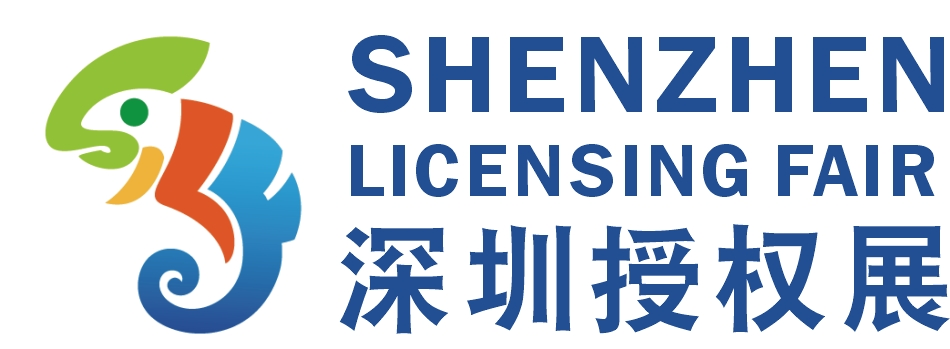 SHENZHEN
LICENSING FAIR
深圳授权展